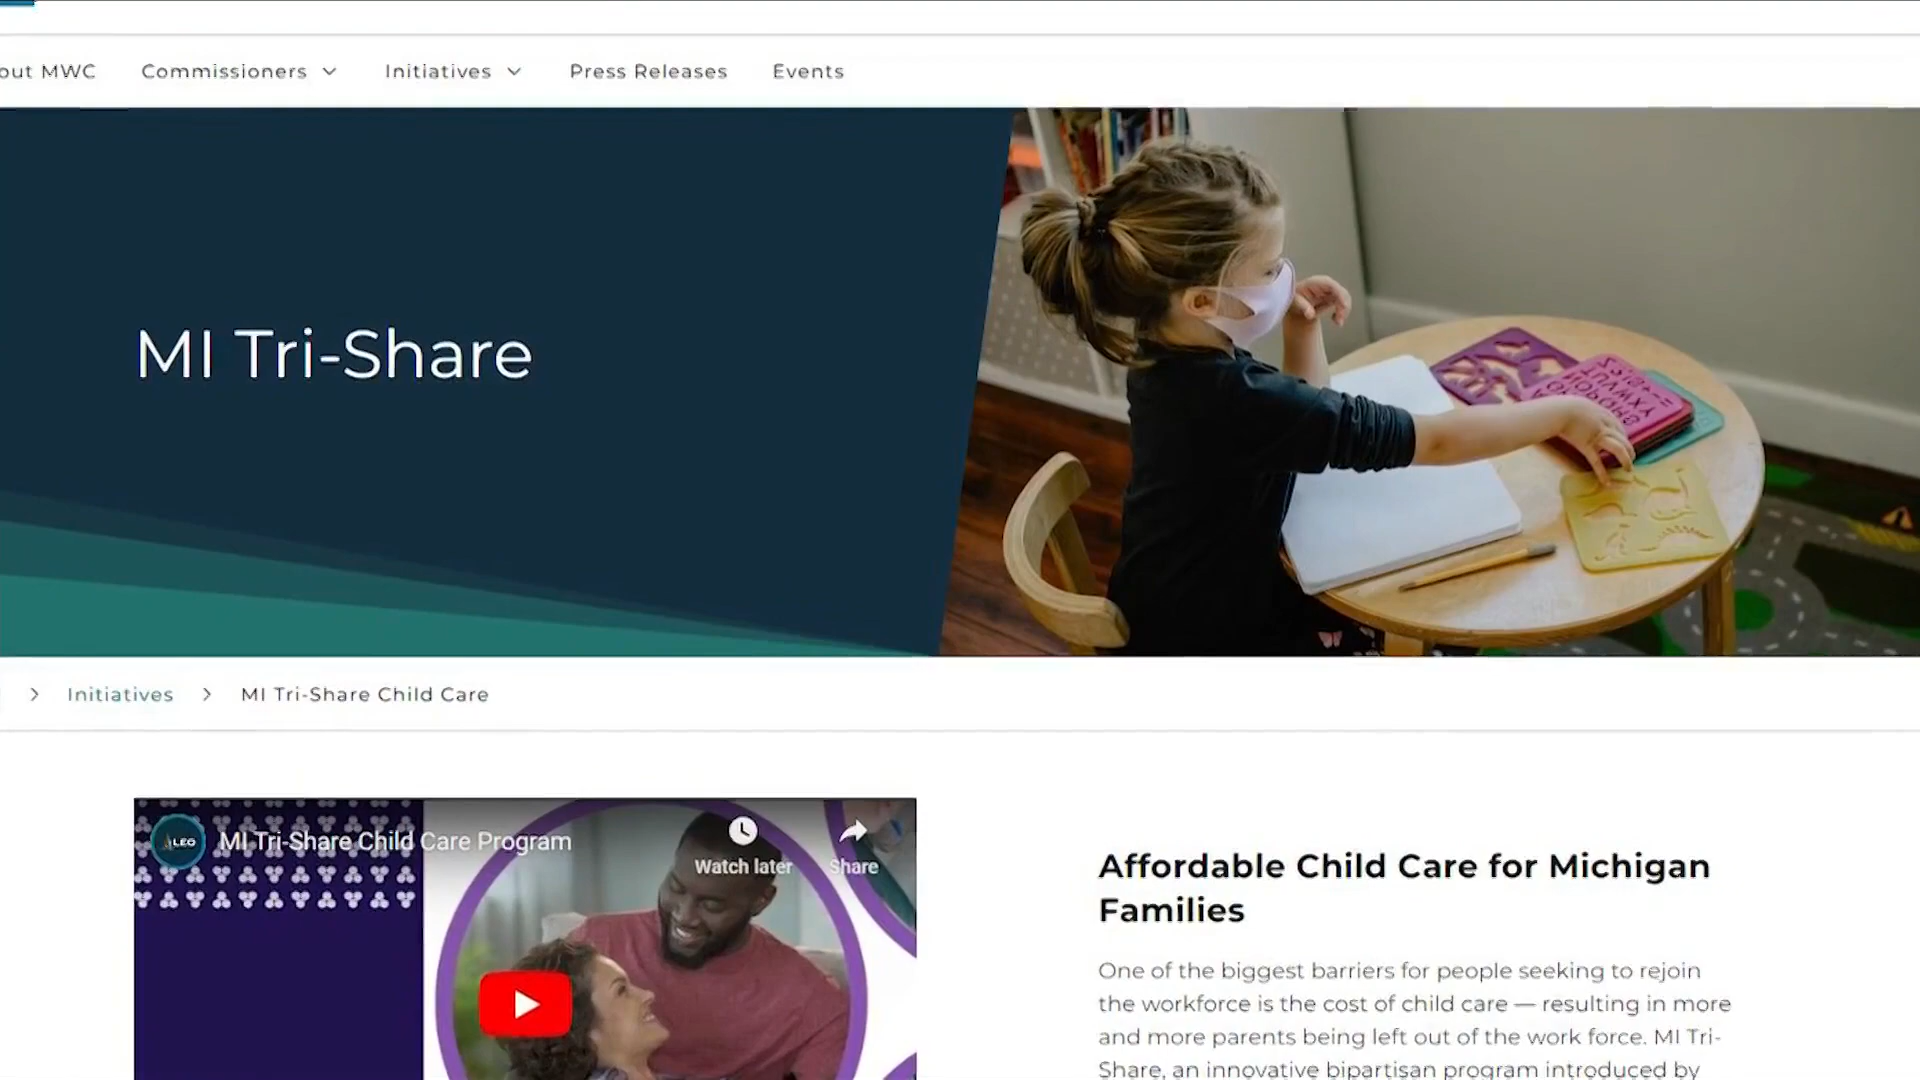 out MWC
Commissioners
Initiatives
Press Releases
Events
MI Tri-Share
Initiatives
MI Tri-Share Child Care
LEO
MI Tri-Share Child Care Program
Watch later
Share
Affordable Child Care for Michigan
Families
One of the biggest barriers for people seeking to rejoin
the workforce is the cost of child care — resulting in more
and more parents being left out of the work force. MI Tri-
Share, an innovative bipartisan program introduced by